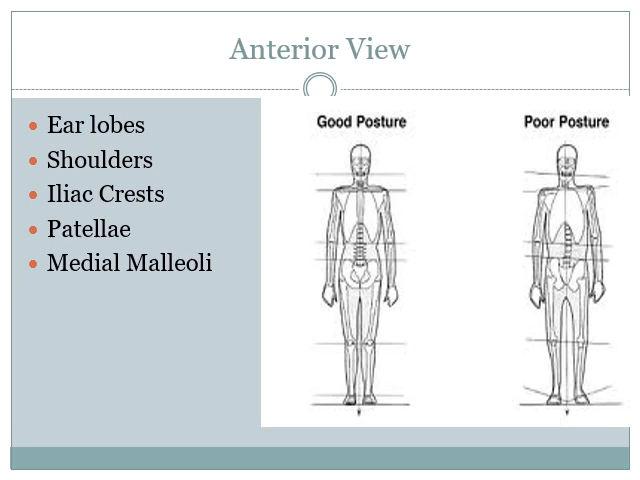 Anterior View
Ear lobes
Shoulders
Iliac Crests
Patellae
Medial Malleoli
Good Posture
Poor Posture